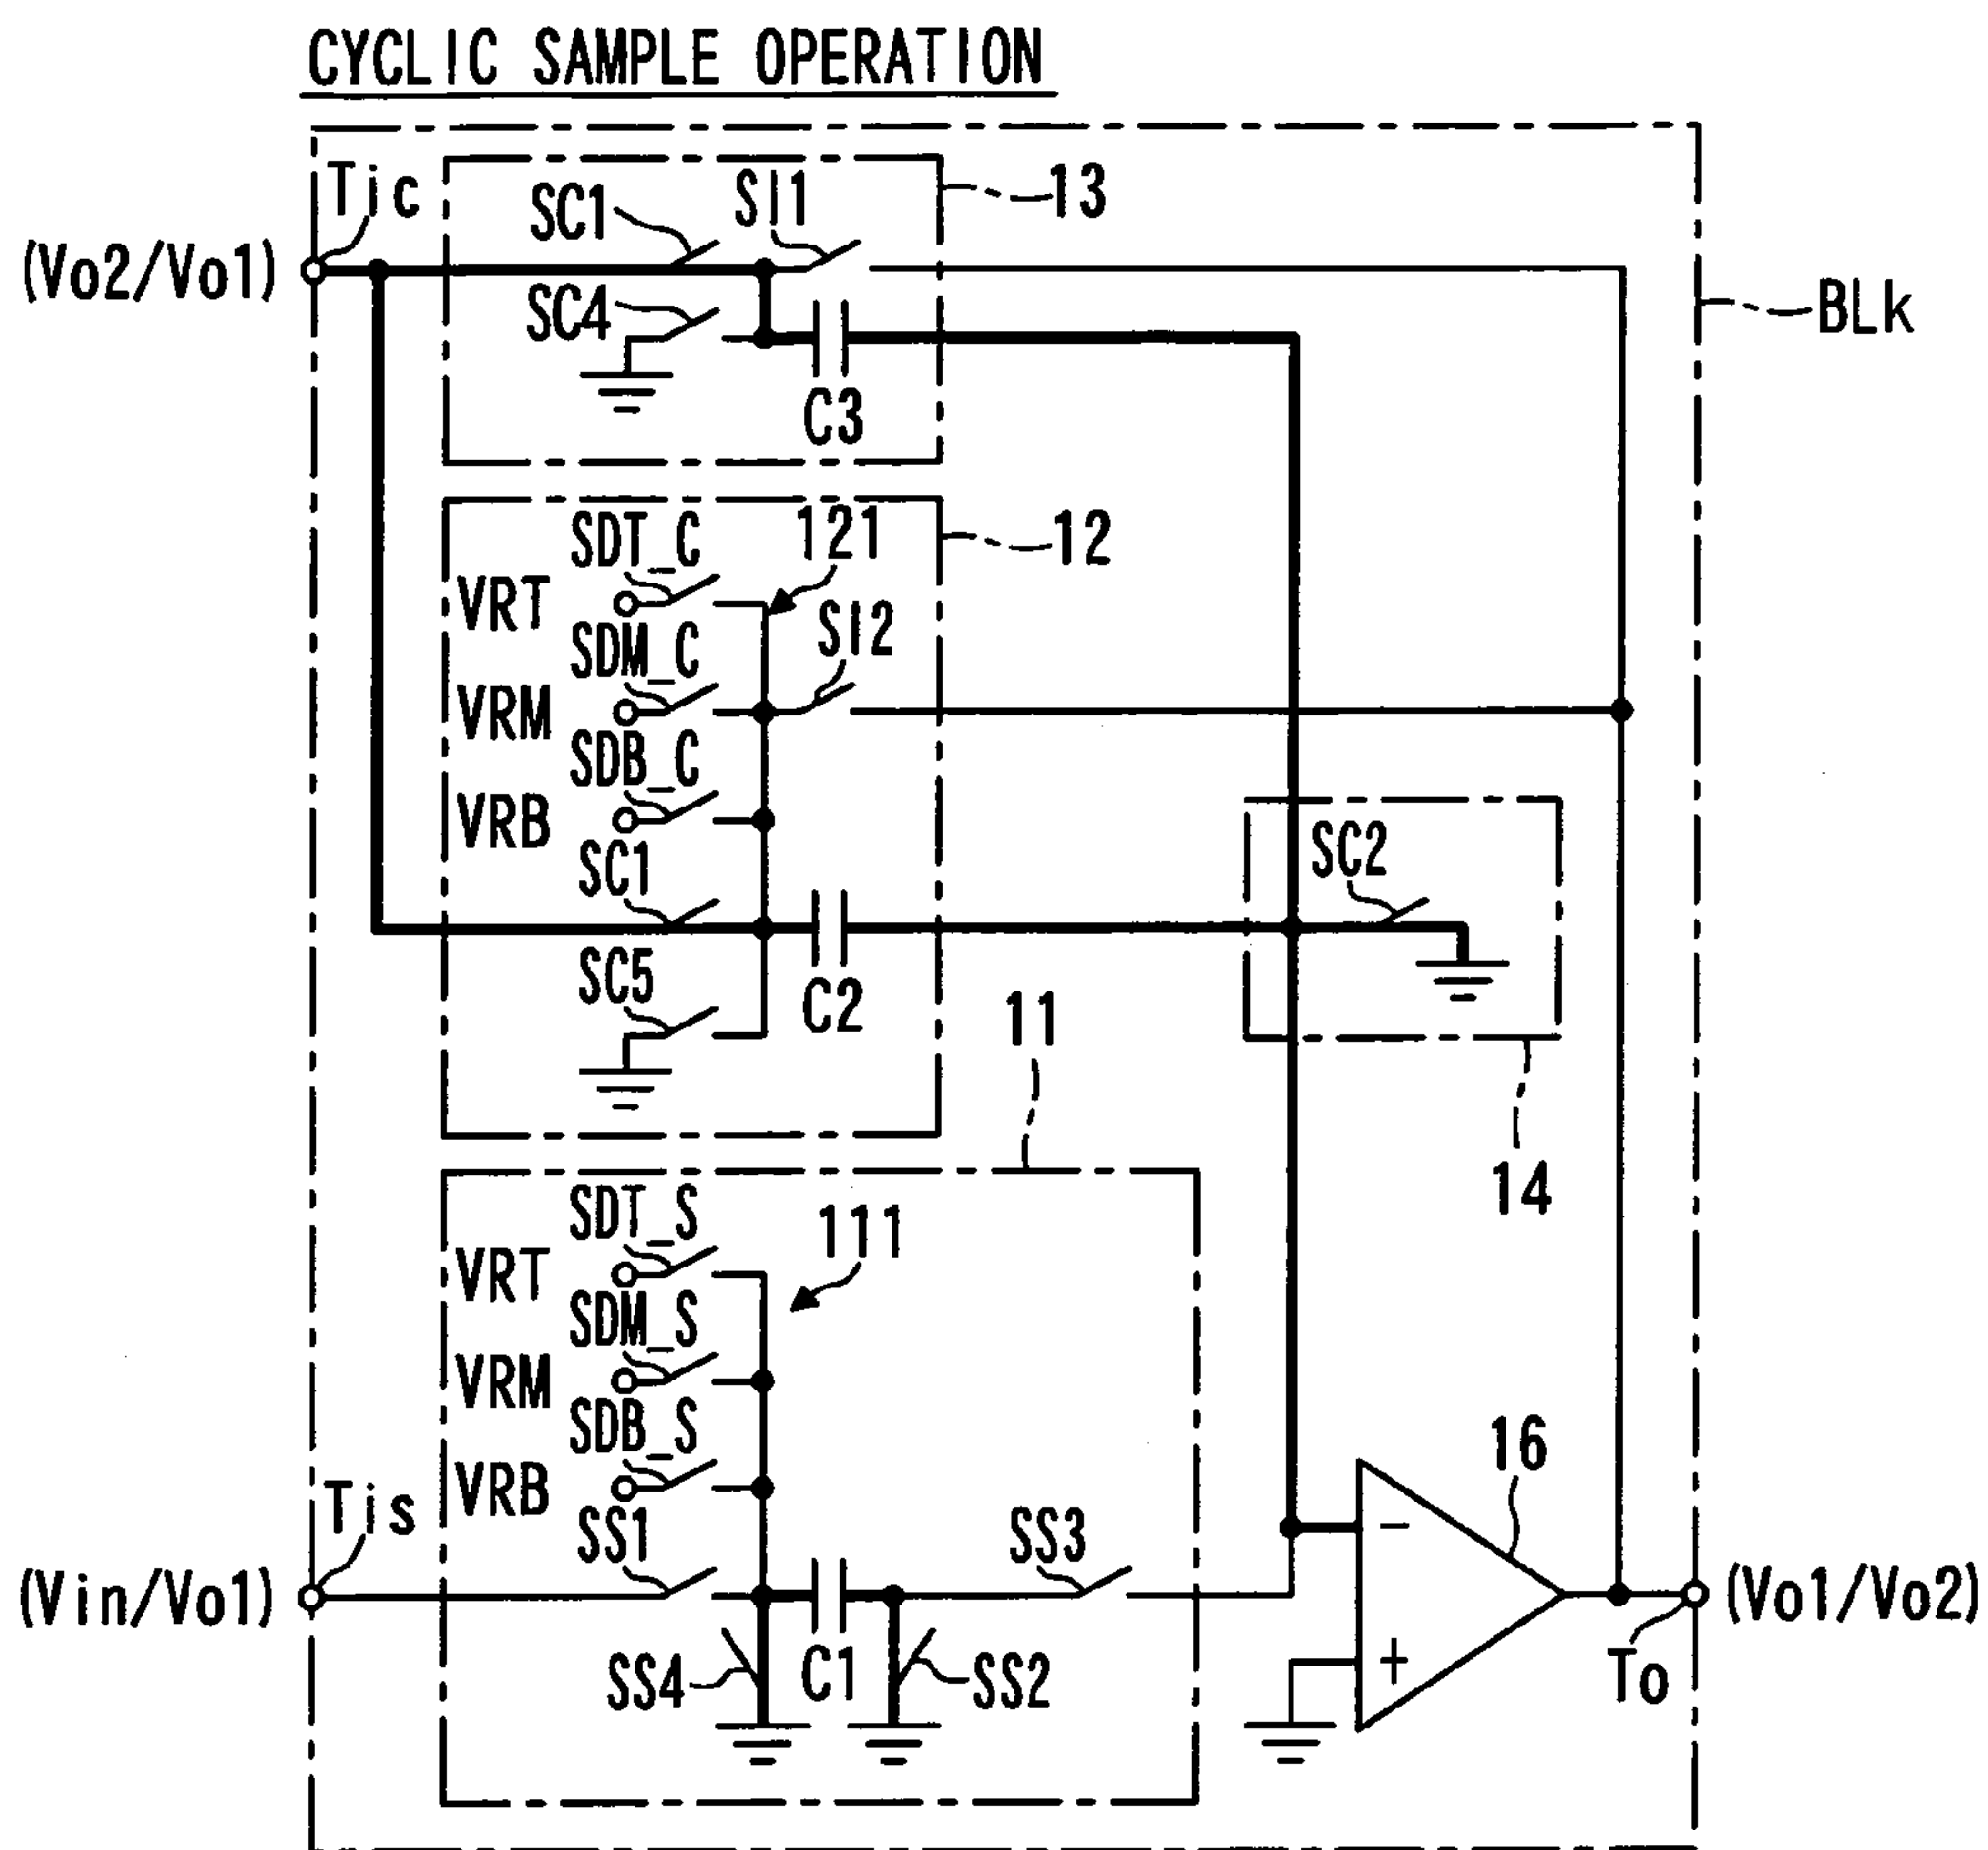 CYCLIC SAMPLE OPERATION
Tic
SC1
SI1
13
(Vo2/Vo1)
SC4
BLk
C3
SDT_C
121
12
VRT
SDM_C
SI2
VRM
SDB_C
VRB
SC1
SC2
SC5
C2
11
14
SDT_S
111
VRT
SDM_S
VRM
SDB_S
16
VRB
Tis
SS1
SS3
(Vin/Vo1)
(Vo1/Vo2)
SS4
C1
SS2
To